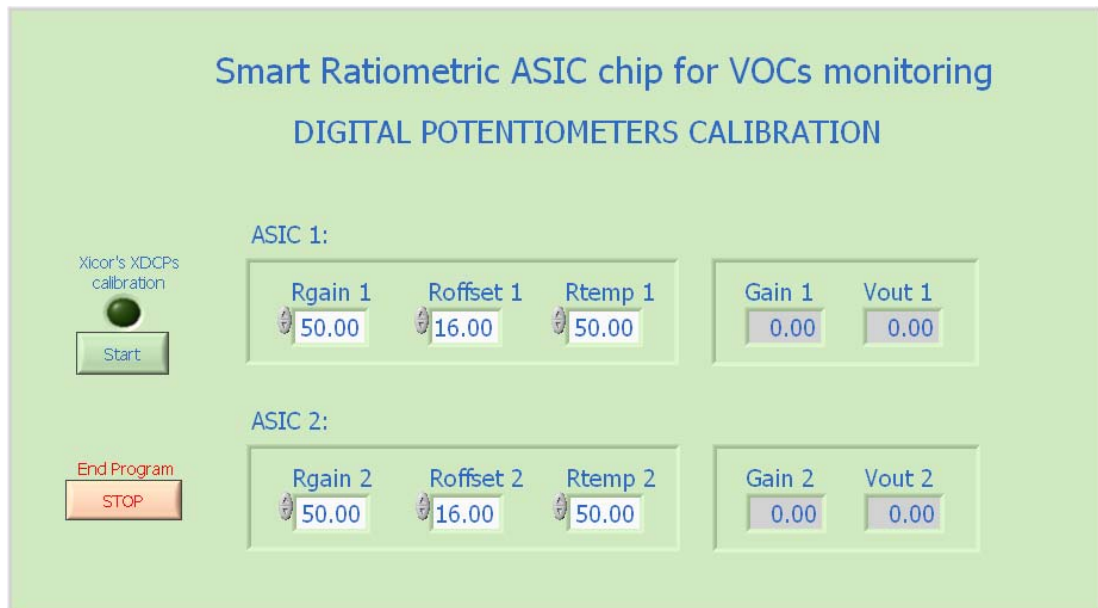 Smart Ratiometric ASIC chip for VOCs monitoring
DIGITAL POTENTIOMETERS CALIBRATION
Xicor's XDCPs
calibration
Start
ASIC 1:
Rgain 1 Roffset 1 Rtemp 1 Gain 1 Vout 1
50.00 16.00 50.00 0.00 0.00
End Program
STOP
ASIC 2:
Rgain 2 Roffset 2 Rtemp 2 Gain 2 Vout 2
50.00 16.00 50.00 0.00 0.00